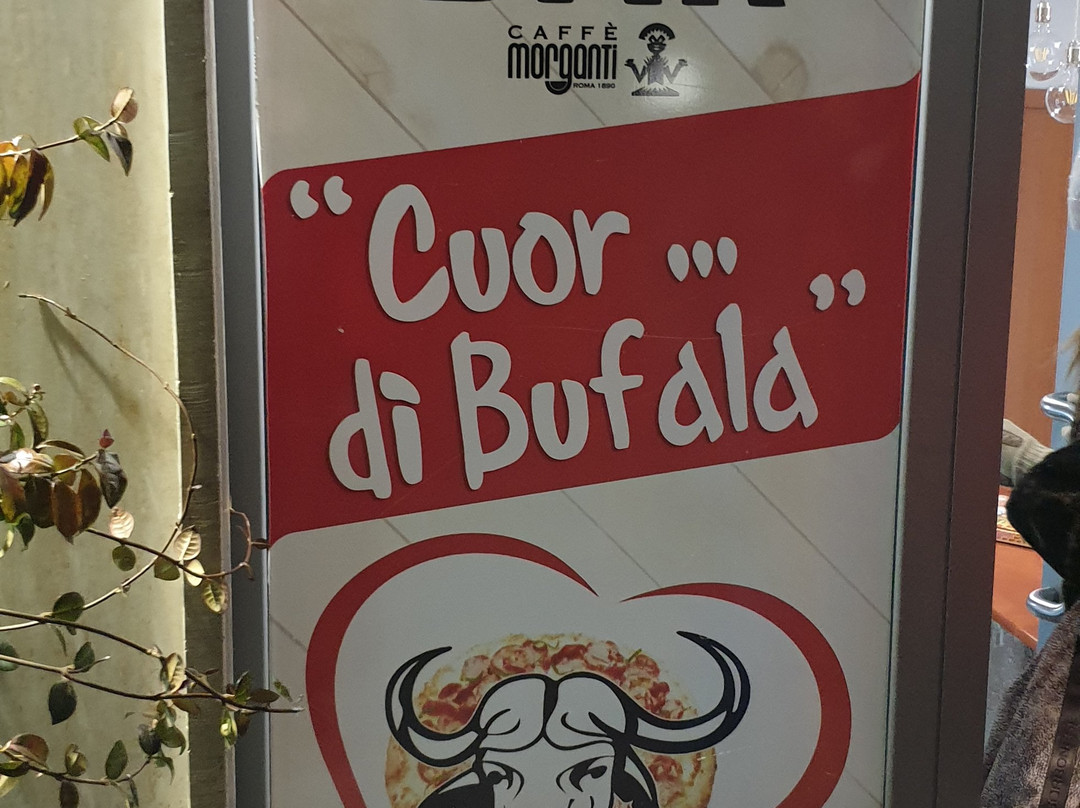 CAFFÈ
morganti
ROMA 1890
“Cuor ...
di Bufala”